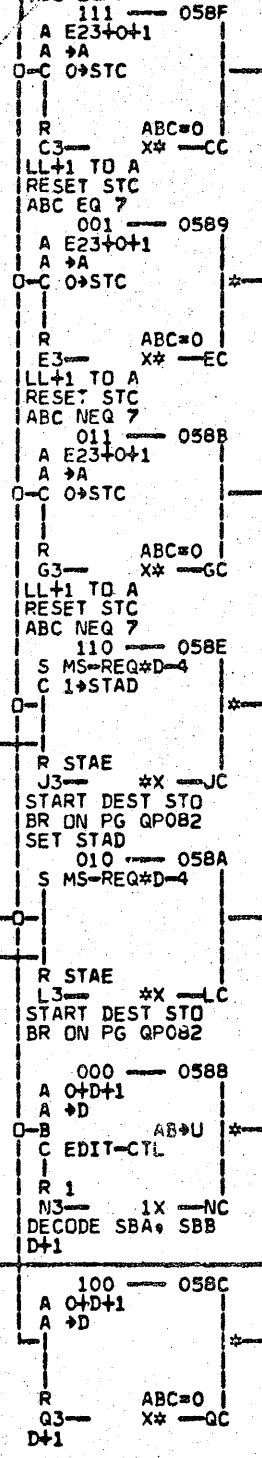 111 — 058F
A E23+0+1
A →A
C 0→STC
R ABC=0
C3— X* —CC
LL+1 TO A
RESET STC
ABC EQ 7
001 — 0589
A E23+0+1
A →A
C 0→STC
R ABC=0
E3— X* —EC
LL+1 TO A
RESET STC
ABC NEQ 7
011 — 058B
A E23+0+1
A →A
C 0→STC
R ABC=0
G3— X* —GC
LL+1 TO A
RESET STC
ABC NEQ 7
110 — 058E
S MS-REQ*D-4
C 1→STAD
R STAE
J3— *X —JC
START DEST STO
BR ON PG QP082
SET STAD
010 — 058A
S MS-REQ*D-4
R STAE
L3— *X —LC
START DEST STO
BR ON PG QP082
000 — 0588
A 0+D+1
A →D
B AB→U
C EDIT-CTL
R 1
N3— 1X —NC
DECODE SBA, SBB
D+1
100 — 058C
A 0+D+1
A →D
R ABC=0
Q3— X* —QC
D+1